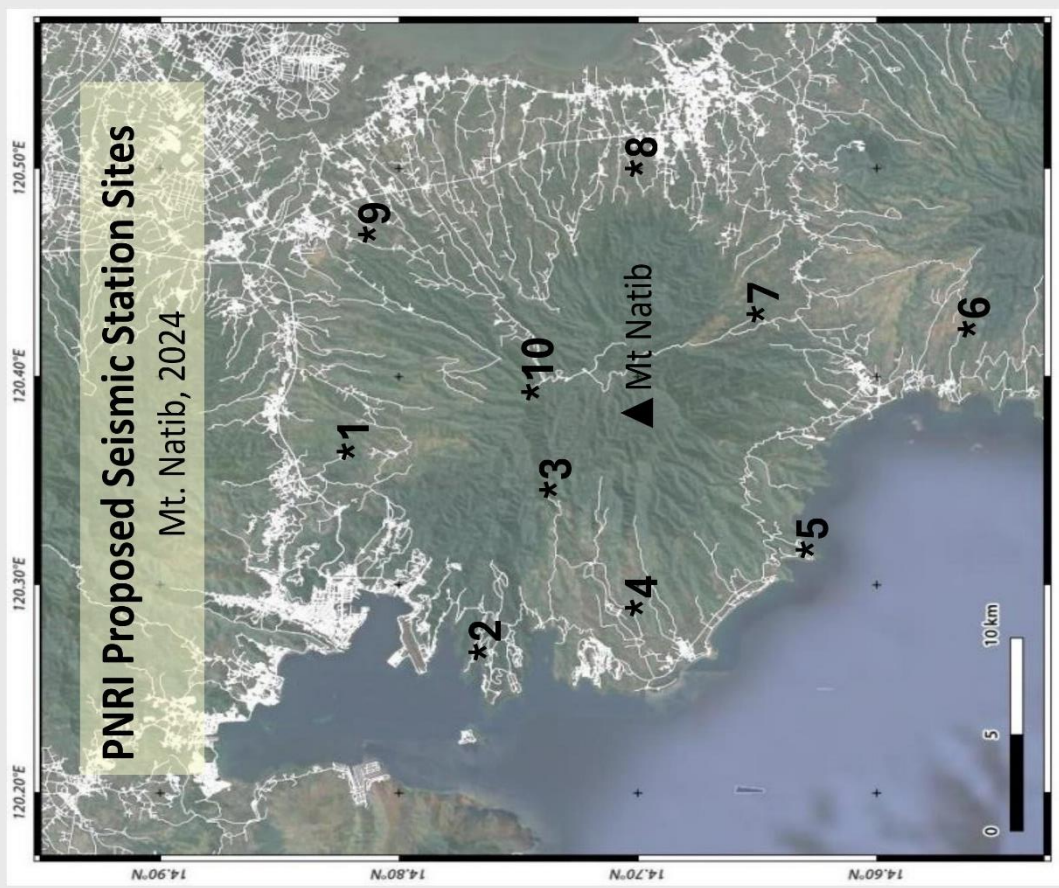 PNRI Proposed Seismic Station Sites
Mt. Natib, 2024
120.20°E
120.30°E
120.40°E
120.50°E
14.90°N
14.80°N
14.70°N
14.60°N
*1
*2
*3
*4
*5
*6
*7
*8
*9
*10
Mt Natib
0 5 10 km